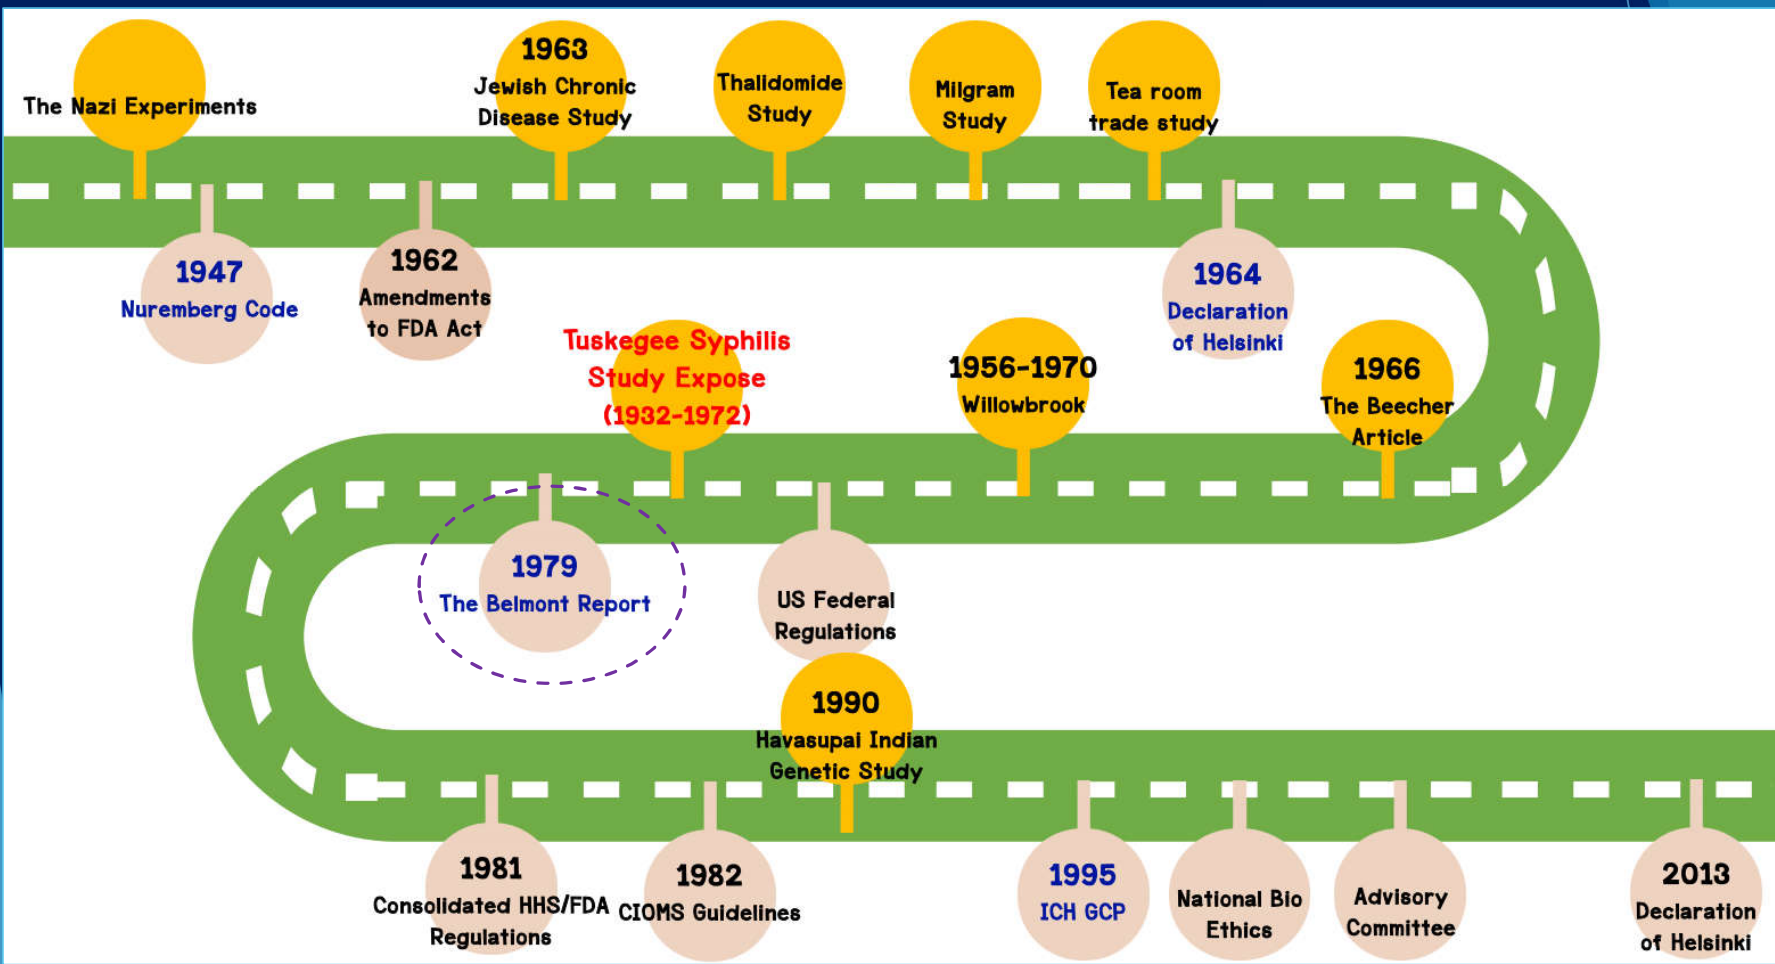 The Nazi Experiments
1963
Jewish Chronic
Disease Study
Thalidomide
Study
Milgram
Study
Tea room
trade study
1947
Nuremberg Code
1962
Amendments
to FDA Act
1964
Declaration
of Helsinki
Tuskegee Syphilis
Study Expose
(1932-1972)
1956-1970
Willowbrook
1966
The Beecher
Article
1979
The Belmont Report
US Federal
Regulations
1990
Havasupai Indian
Genetic Study
1981
Consolidated HHS/FDA
Regulations
1982
CIOMS Guidelines
1995
ICH GCP
National Bio
Ethics
Advisory
Committee
2013
Declaration
of Helsinki